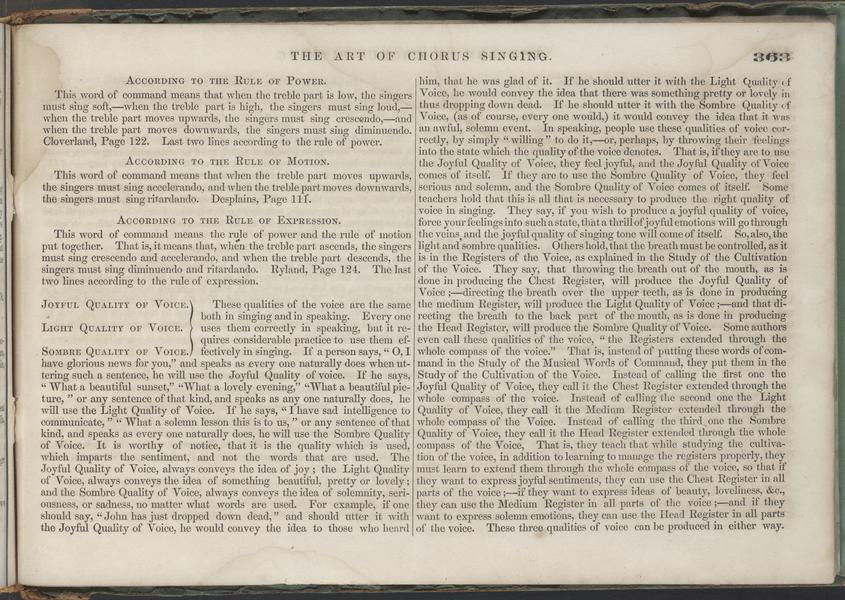 THE ART OF CHORUS SINGING.
363
ACCORDING TO THE RULE OF POWER.
This word of command means that when the treble part is low, the singers
must sing soft,—when the treble part is high, the singers must sing loud,—
when the treble part moves upwards, the singers must sing crescendo,—and
when the treble part moves downwards, the singers must sing diminuendo.
Cloverland, Page 122. Last two lines according to the rule of power.
ACCORDING TO THE RULE OF MOTION.
This word of command means that when the treble part moves upwards,
the singers must sing accelerando, and when the treble part moves downwards,
the singers must sing ritardando. Desplains, Page 111.
ACCORDING TO THE RULE OF EXPRESSION.
This word of command means the rule of power and the rule of motion
put together. That is, it means that, when the treble part ascends, the singers
must sing crescendo and accelerando, and when the treble part descends, the
singers must sing diminuendo and ritardando. Ryland, Page 124. The last
two lines according to the rule of expression.
JOYFUL QUALITY OF VOICE. These qualities of the voice are the same
both in singing and in speaking. Every one
LIGHT QUALITY OF VOICE. uses them correctly in speaking, but it re-
quires considerable practice to use them ef-
SOMBRE QUALITY OF VOICE. fectively in singing. If a person says, "O, I
have glorious news for you," and speaks as every one naturally does when ut-
tering such a sentence, he will use the Joyful Quality of voice. If he says,
"What a beautiful sunset," "What a lovely evening," "What a beautiful pic-
ture," or any sentence of that kind, and speaks as any one naturally does, he
will use the Light Quality of Voice. If he says, "I have sad intelligence to
communicate," "What a solemn lesson this is to us," or any sentence of that
kind, and speaks as every one naturally does, he will use the Sombre Quality
of Voice. It is worthy of notice, that it is the quality which is used,
which imparts the sentiment, and not the words that are used. The
Joyful Quality of Voice, always conveys the idea of joy; the Light Quality
of Voice, always conveys the idea of something beautiful, pretty or lovely;
and the Sombre Quality of Voice, always conveys the idea of solemnity, seri-
ousness, or sadness, no matter what words are used. For example, if one
should say, "John has just dropped down dead," and should utter it with
the Joyful Quality of Voice, he would convey the idea to those who heard
him, that he was glad of it. If he should utter it with the Light Quality of
Voice, he would convey the idea that there was something pretty or lovely in
thus dropping down dead. If he should utter it with the Sombre Quality of
Voice, (as of course, every one would,) it would convey the idea that it was
an awful, solemn event. In speaking, people use these qualities of voice cor-
rectly, by simply "willing" to do it,—or, perhaps, by throwing their feelings
into the state which the quality of the voice denotes. That is, if they are to use
the Joyful Quality of Voice, they feel joyful, and the Joyful Quality of Voice
comes of itself. If they are to use the Sombre Quality of Voice, they feel
serious and solemn, and the Sombre Quality of Voice comes of itself. Some
teachers hold that this is all that is necessary to produce the right quality of
voice in singing. They say, if you wish to produce a joyful quality of voice,
force your feelings into such a state, that a thrill of joyful emotions will go through
the veins and the joyful quality of singing tone will come of itself. So, also, the
light and sombre qualities. Others hold, that the breath must be controlled, as it
is in the Registers of the Voice, as explained in the Study of the Cultivation
of the Voice. They say, that throwing the breath out of the mouth, as is
done in producing the Chest Register, will produce the Joyful Quality of
Voice;—directing the breath over the upper teeth, as is done in producing
the medium Register, will produce the Light Quality of Voice;—and that di-
recting the breath to the back part of the mouth, as is done in producing
the Head Register, will produce the Sombre Quality of Voice. Some authors
even call these qualities of the voice, "the Registers extended through the
whole compass of the voice." That is, instead of putting these words of com-
mand in the Study of the Musical Words of Command, they put them in the
Study of the Cultivation of the Voice. Instead of calling the first one the
Joyful Quality of Voice, they call it the Chest Register extended through the
whole compass of the voice. Instead of calling the second one the Light
Quality of Voice, they call it the Medium Register extended through the
whole compass of the Voice. Instead of calling the third one the Sombre
Quality of Voice, they call it the Head Register extended through the whole
compass of the Voice. That is, they teach that while studying the cultiva-
tion of the voice, in addition to learning to manage the registers properly, they
must learn to extend them through the whole compass of the voice, so that if
they want to express joyful sentiments, they can use the Chest Register in all
parts of the voice;—if they want to express ideas of beauty, loveliness, &c.,
they can use the Medium Register in all parts of the voice;—and if they
want to express solemn emotions, they can use the Head Register in all parts
of the voice. These three qualities of voice can be produced in either way.